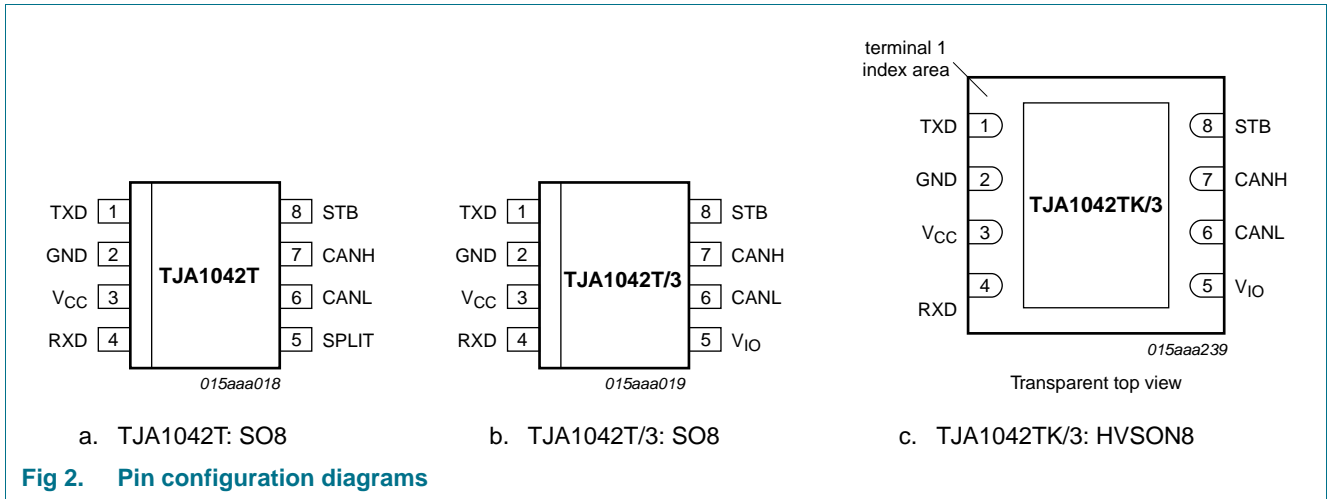 TXD 1
GND 2
VCC 3
RXD 4
TJA1042T
8 STB
7 CANH
6 CANL
5 SPLIT
015aaa018
a. TJA1042T: SO8
TXD 1
GND 2
VCC 3
RXD 4
TJA1042T/3
8 STB
7 CANH
6 CANL
5 VIO
015aaa019
b. TJA1042T/3: SO8
terminal 1
index area
TXD 1
GND 2
VCC 3
4
RXD
TJA1042TK/3
8 STB
7 CANH
6 CANL
5 VIO
015aaa239
Transparent top view
c. TJA1042TK/3: HVSON8
Fig 2. Pin configuration diagrams